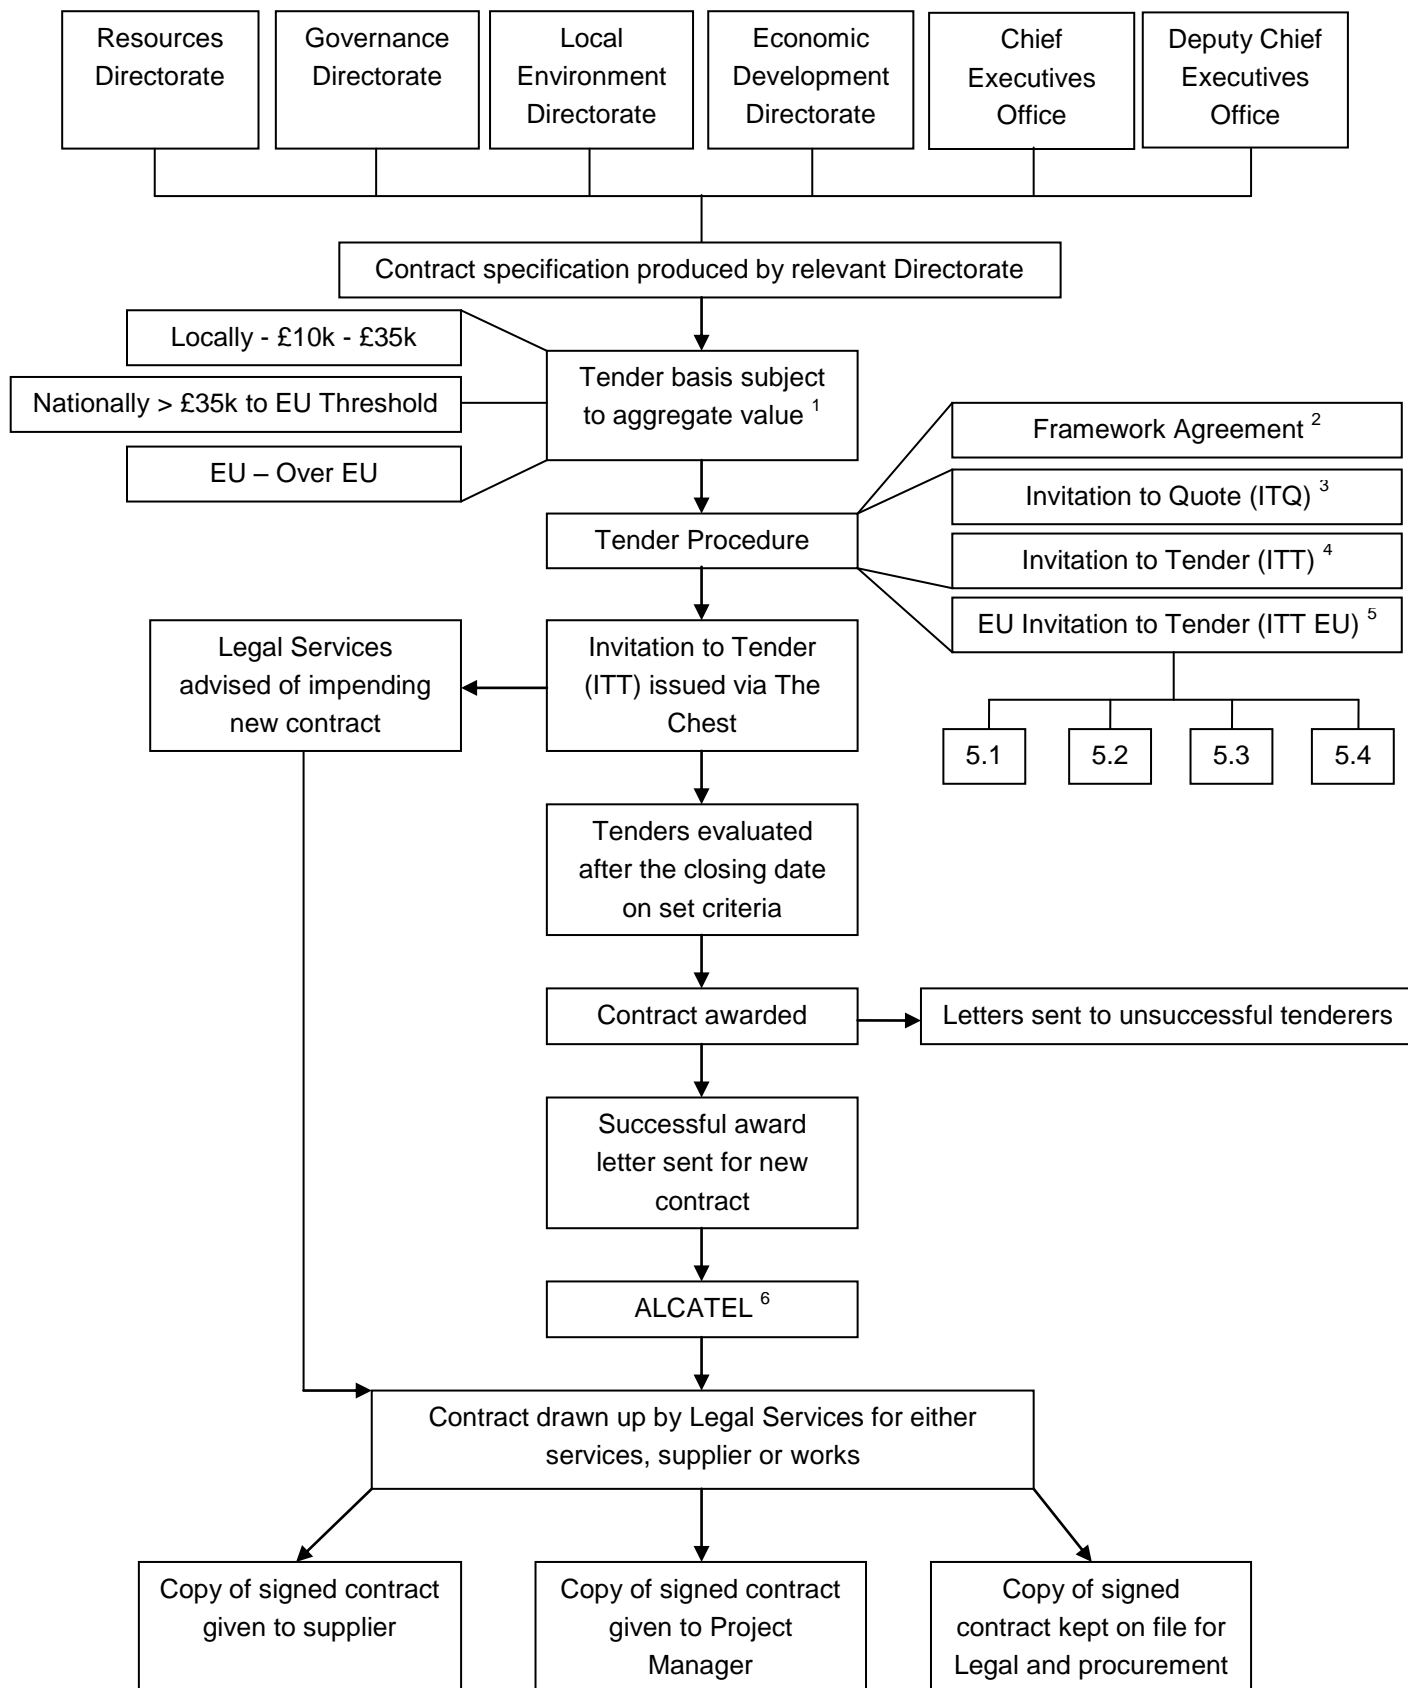 Resources
Directorate
Governance
Directorate
Local
Environment
Directorate
Economic
Development
Directorate
Chief
Executives
Office
Deputy Chief
Executives
Office
Contract specification produced by relevant Directorate
Locally - £10k - £35k
Nationally > £35k to EU Threshold
EU – Over EU
Tender basis subject
to aggregate value 1
Framework Agreement 2
Invitation to Quote (ITQ) 3
Invitation to Tender (ITT) 4
EU Invitation to Tender (ITT EU) 5
Tender Procedure
5.1
5.2
5.3
5.4
Legal Services
advised of impending
new contract
Invitation to Tender
(ITT) issued via The
Chest
Tenders evaluated
after the closing date
on set criteria
Contract awarded
Letters sent to unsuccessful tenderers
Successful award
letter sent for new
contract
ALCATEL 6
Contract drawn up by Legal Services for either
services, supplier or works
Copy of signed contract
given to supplier
Copy of signed contract
given to Project
Manager
Copy of signed
contract kept on file for
Legal and procurement